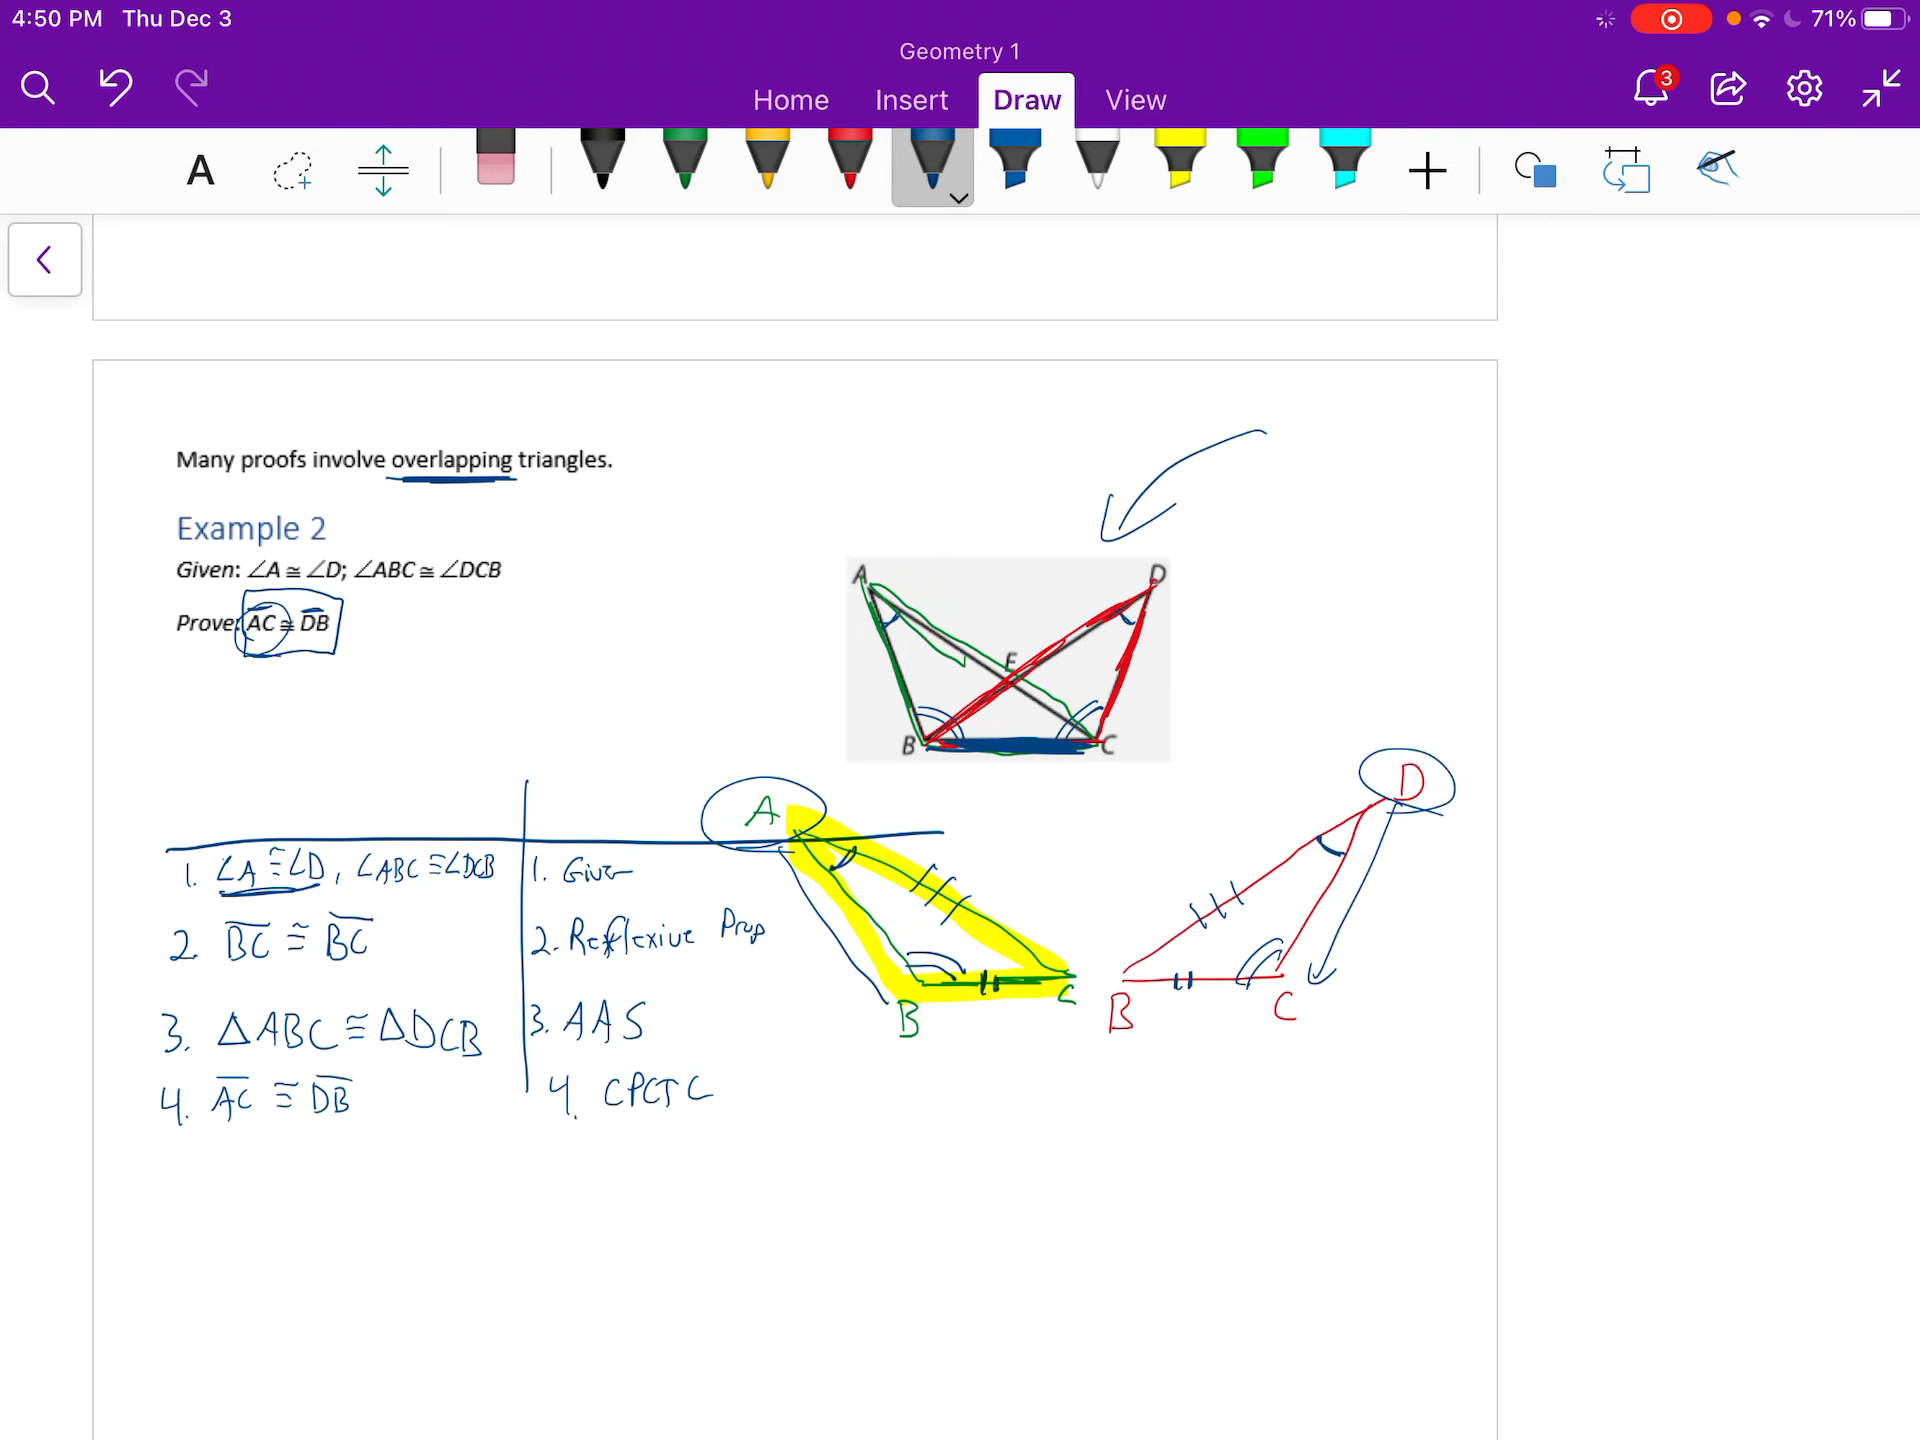 4:50 PM Thu Dec 3
71%
Geometry 1
Home Insert Draw View
3
A
Many proofs involve overlapping triangles.
Example 2
Given: ∠A ≅ ∠D; ∠ABC ≅ ∠DCB
Prove: AC ≅ DB
A D
E
B C
A D
1. ∠A ≅ ∠D, ∠ABC ≅ ∠DCB 1. Given
2. BC ≅ BC 2. Reflexive Prop
B C B C
3. △ABC ≅ △DCB 3. AAS
4. AC ≅ DB 4. CPCTC